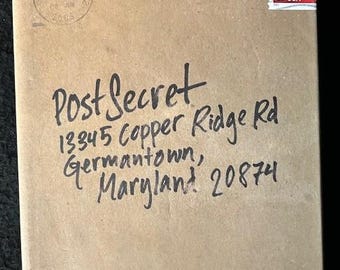 PostSecret
13345 Copper Ridge Rd
Germantown,
Maryland 20874